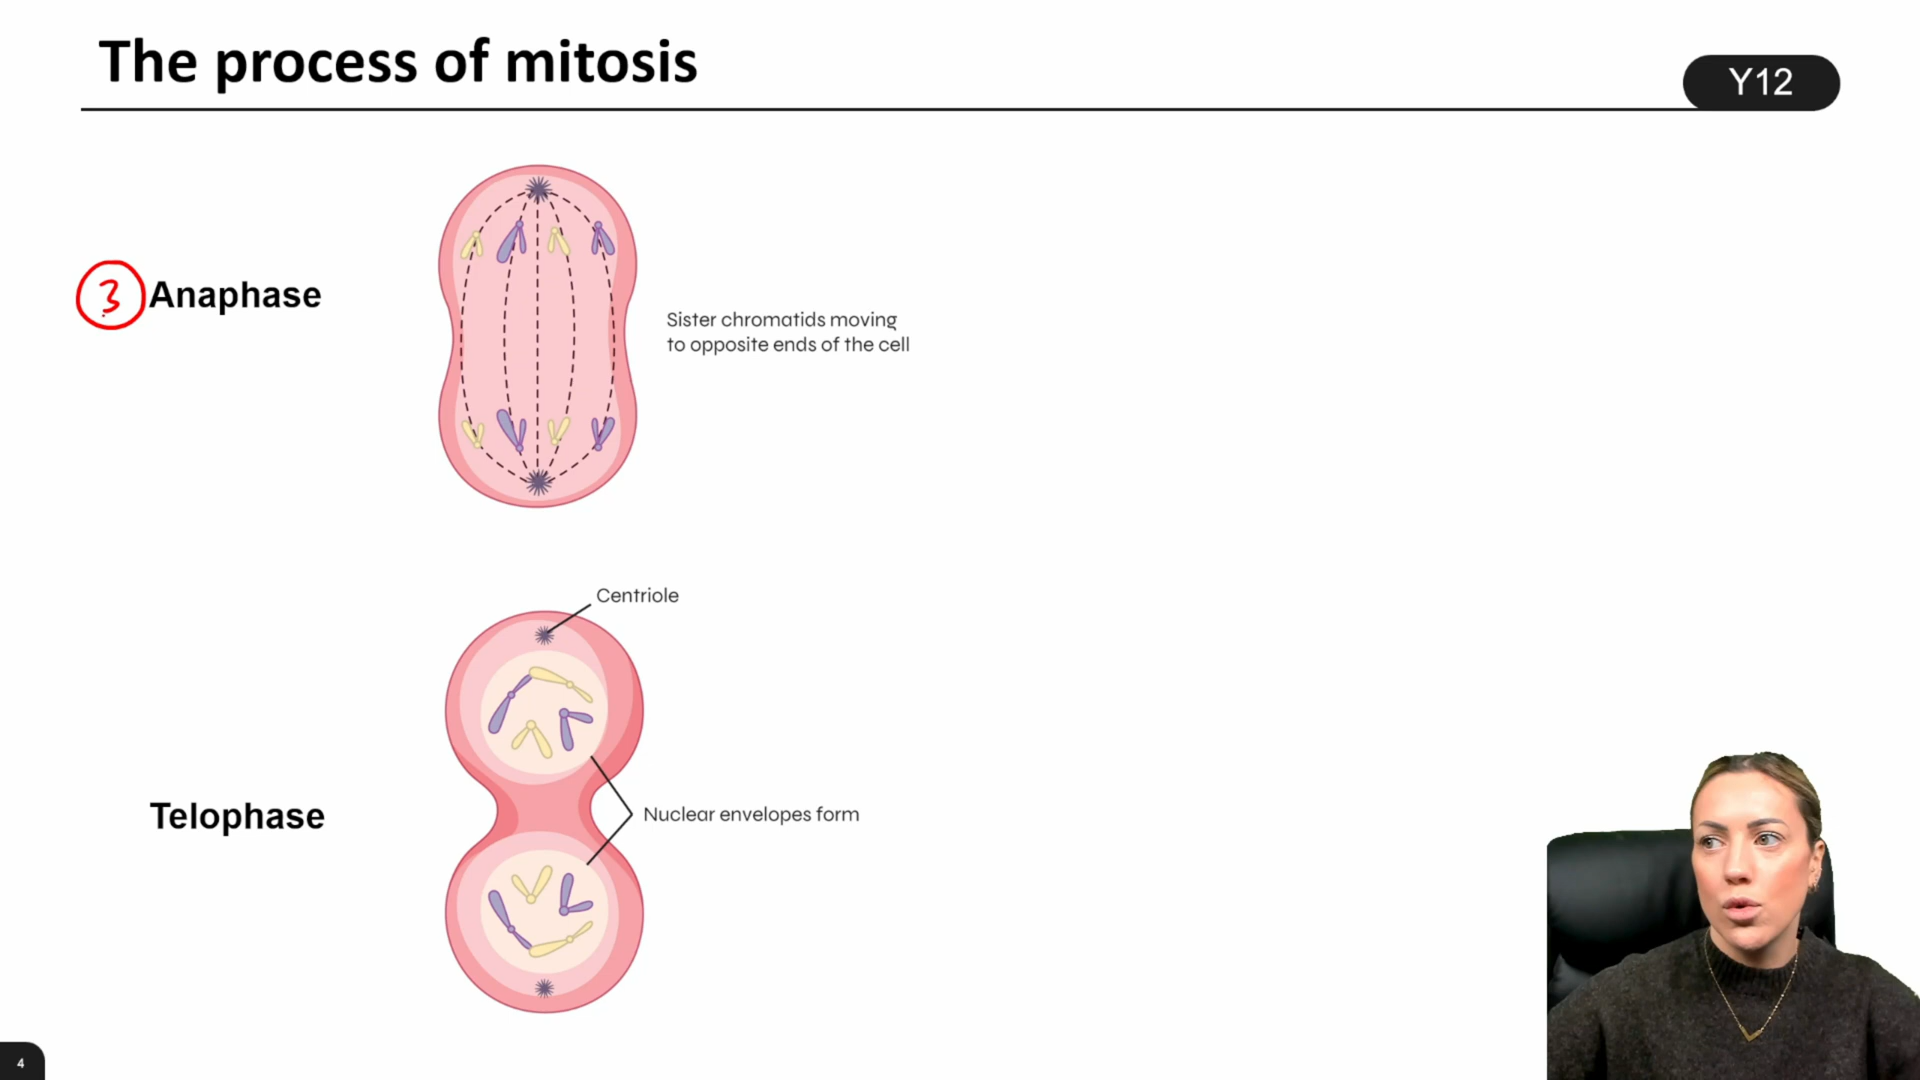 The process of mitosis
Y12
3 Anaphase
Sister chromatids moving
to opposite ends of the cell
Centriole
Telophase
Nuclear envelopes form
4